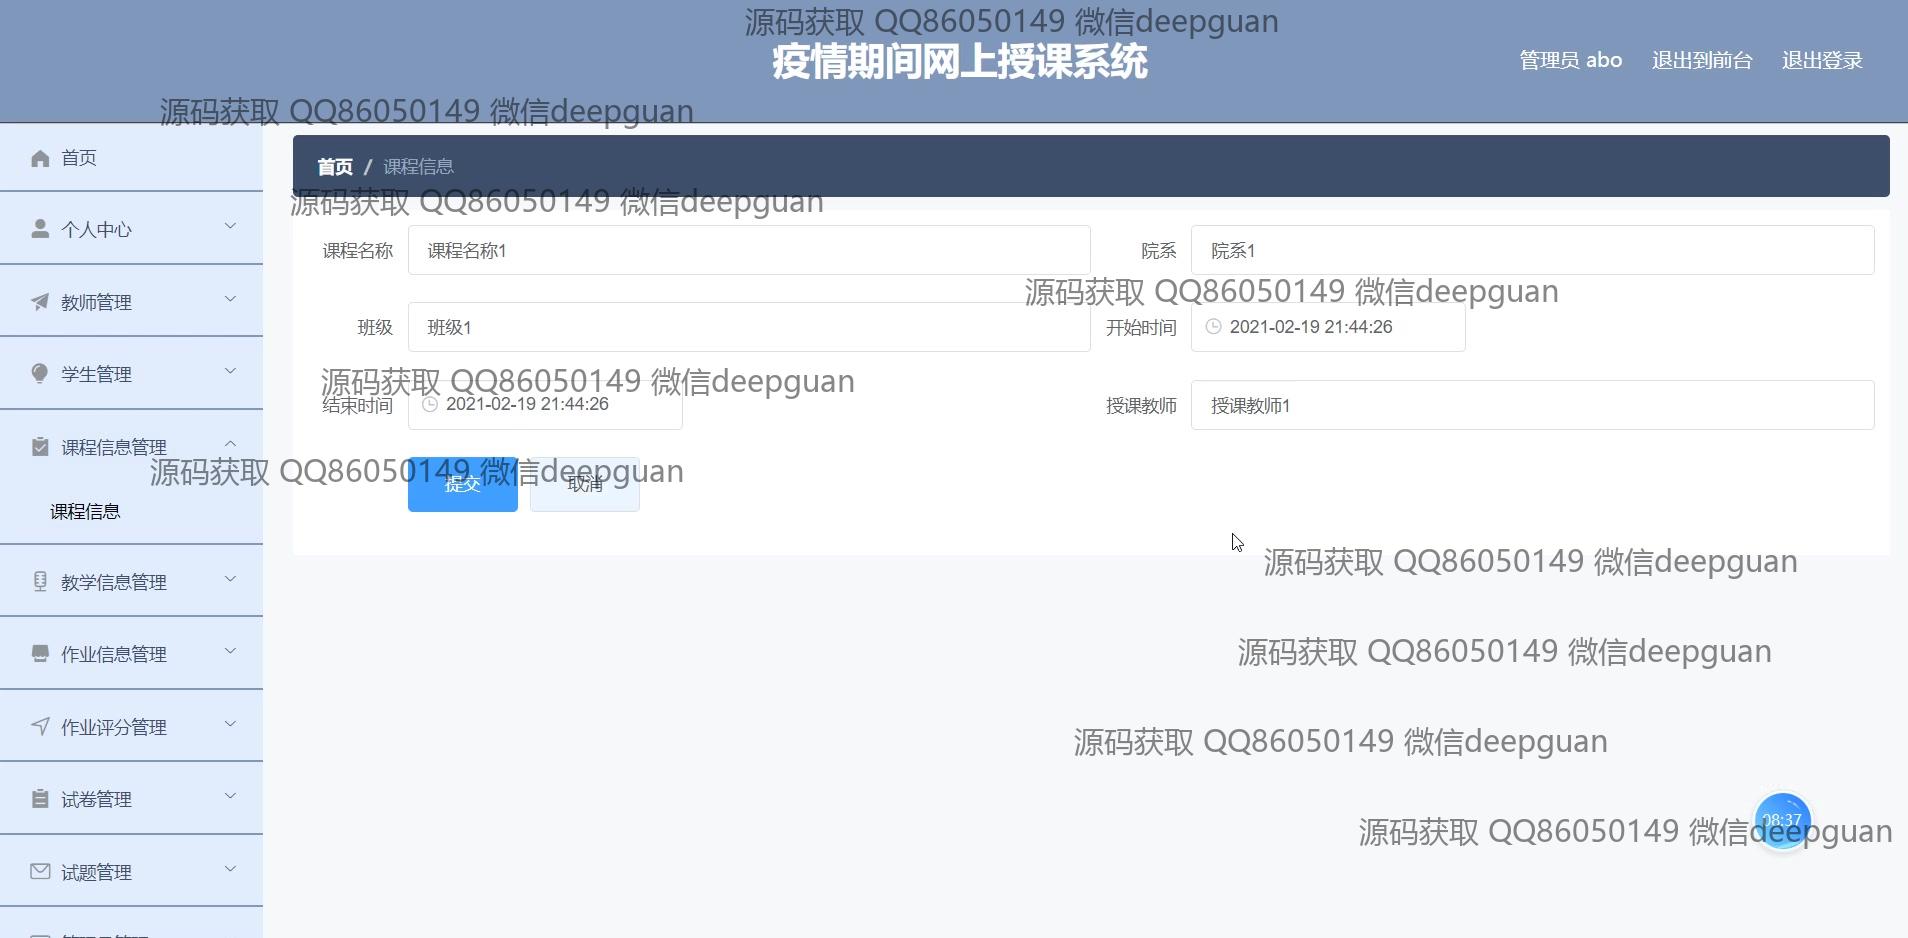 源码获取 QQ86050149 微信deepguan
疫情期间网上授课系统
管理员 abo 退出到前台 退出登录
源码获取 QQ86050149 微信deepguan
首页
首页 / 课程信息
源码获取 QQ86050149 微信deepguan
个人中心
课程名称 课程名称1 院系 院系1
源码获取 QQ86050149 微信deepguan
教师管理
班级 班级1 开始时间 2021-02-19 21:44:26
学生管理
源码获取 QQ86050149 微信deepguan
结束时间 2021-02-19 21:44:26 授课教师 授课教师1
课程信息管理
源码获取 QQ86050149 微信deepguan
提交 取消
课程信息
源码获取 QQ86050149 微信deepguan
教学信息管理
作业信息管理
源码获取 QQ86050149 微信deepguan
作业评分管理
源码获取 QQ86050149 微信deepguan
试卷管理
08:37
源码获取 QQ86050149 微信deepguan
试题管理